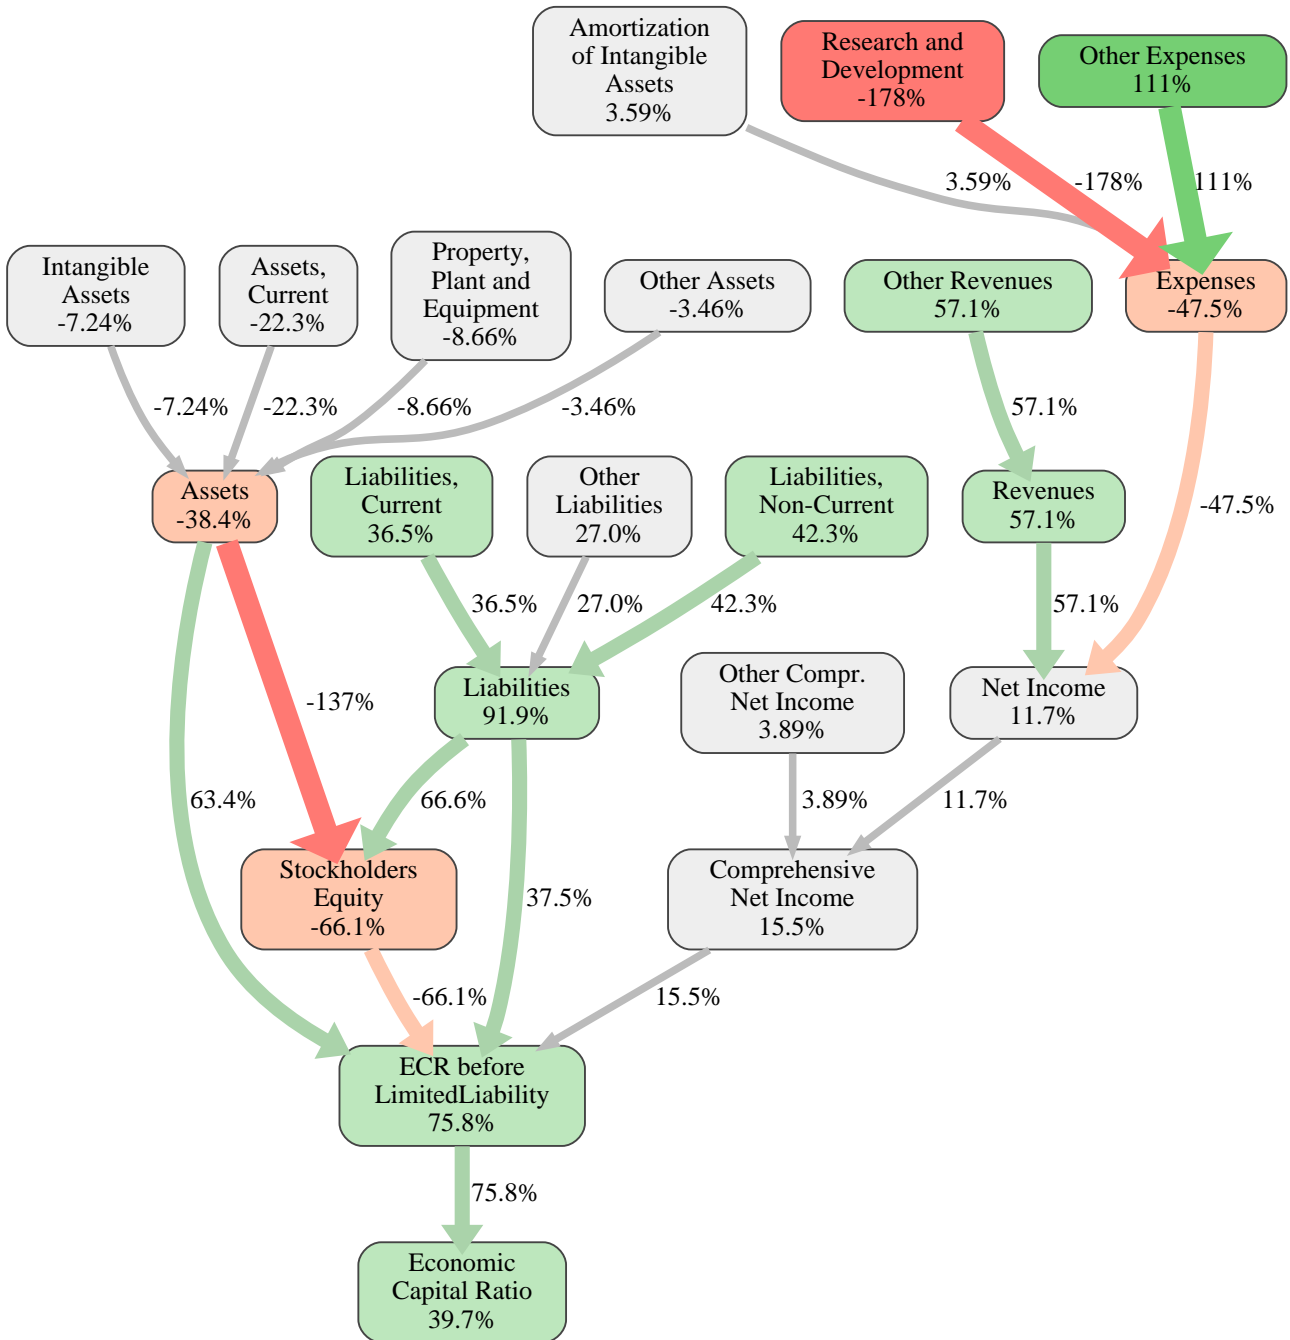 Amortization
of Intangible
Assets
3.59%
Research and
Development
-178%
Other Expenses
111%
3.59%
-178%
111%
Intangible
Assets
-7.24%
Assets,
Current
-22.3%
Property,
Plant and
Equipment
-8.66%
Other Assets
-3.46%
Other Revenues
57.1%
Expenses
-47.5%
-7.24%
-22.3%
-8.66%
-3.46%
57.1%
-47.5%
Assets
-38.4%
Liabilities,
Current
36.5%
Other
Liabilities
27.0%
Liabilities,
Non-Current
42.3%
Revenues
57.1%
36.5%
27.0%
42.3%
57.1%
-137%
Liabilities
91.9%
Other Compr.
Net Income
3.89%
Net Income
11.7%
63.4%
66.6%
3.89%
11.7%
Stockholders
Equity
-66.1%
37.5%
Comprehensive
Net Income
15.5%
-66.1%
15.5%
ECR before
LimitedLiability
75.8%
75.8%
Economic
Capital Ratio
39.7%